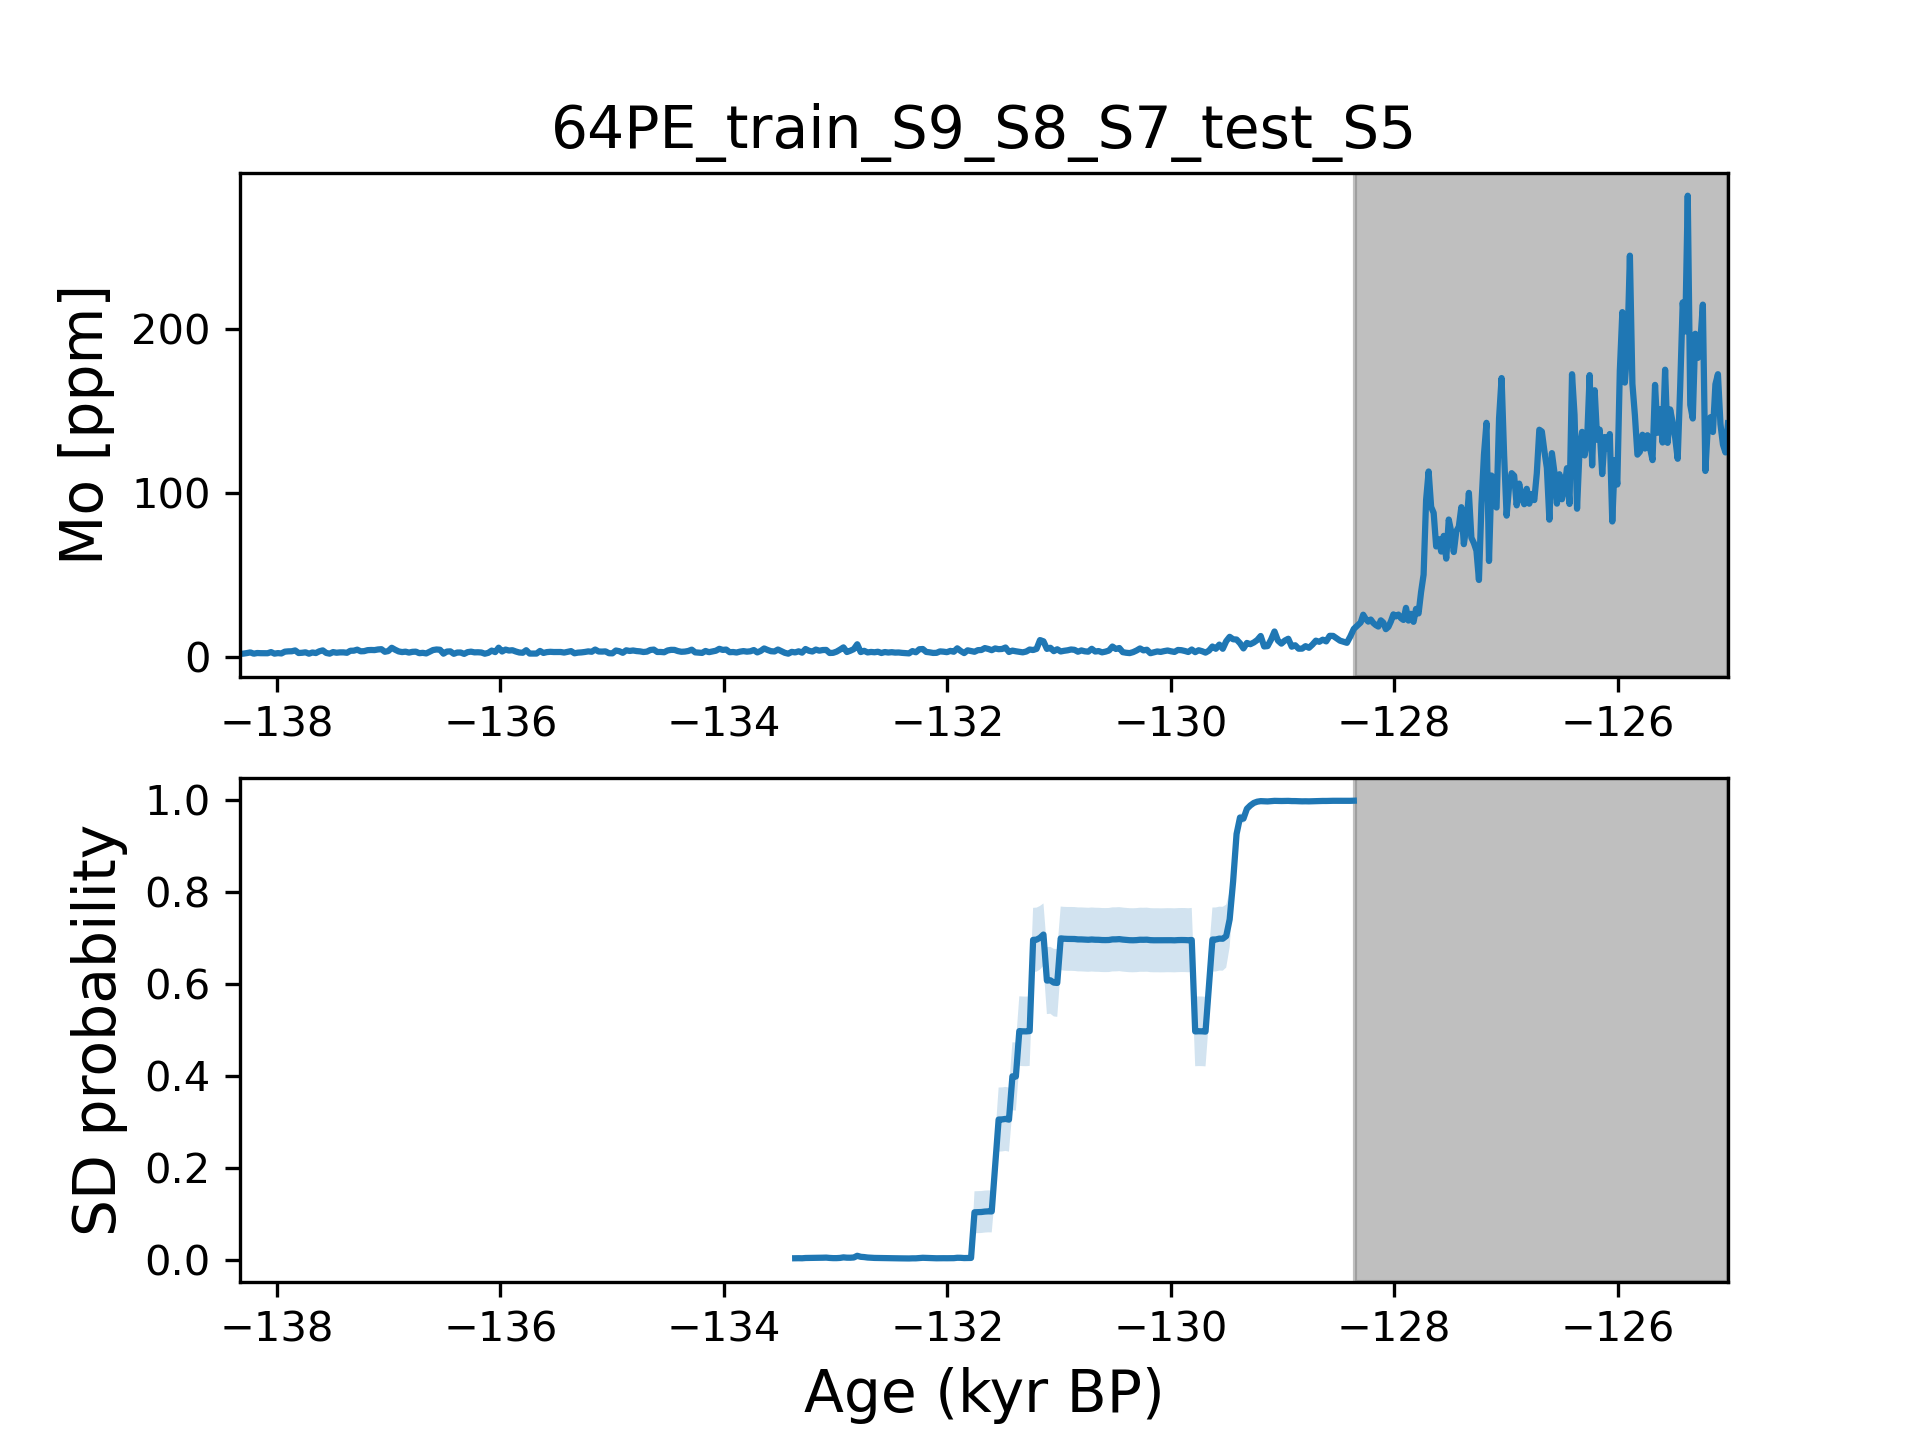 64PE_train_S9_S8_S7_test_S5
Mo [ppm]
200
100
0
−138 −136 −134 −132 −130 −128 −126
SD probability
1.0
0.8
0.6
0.4
0.2
0.0
−138 −136 −134 −132 −130 −128 −126
Age (kyr BP)